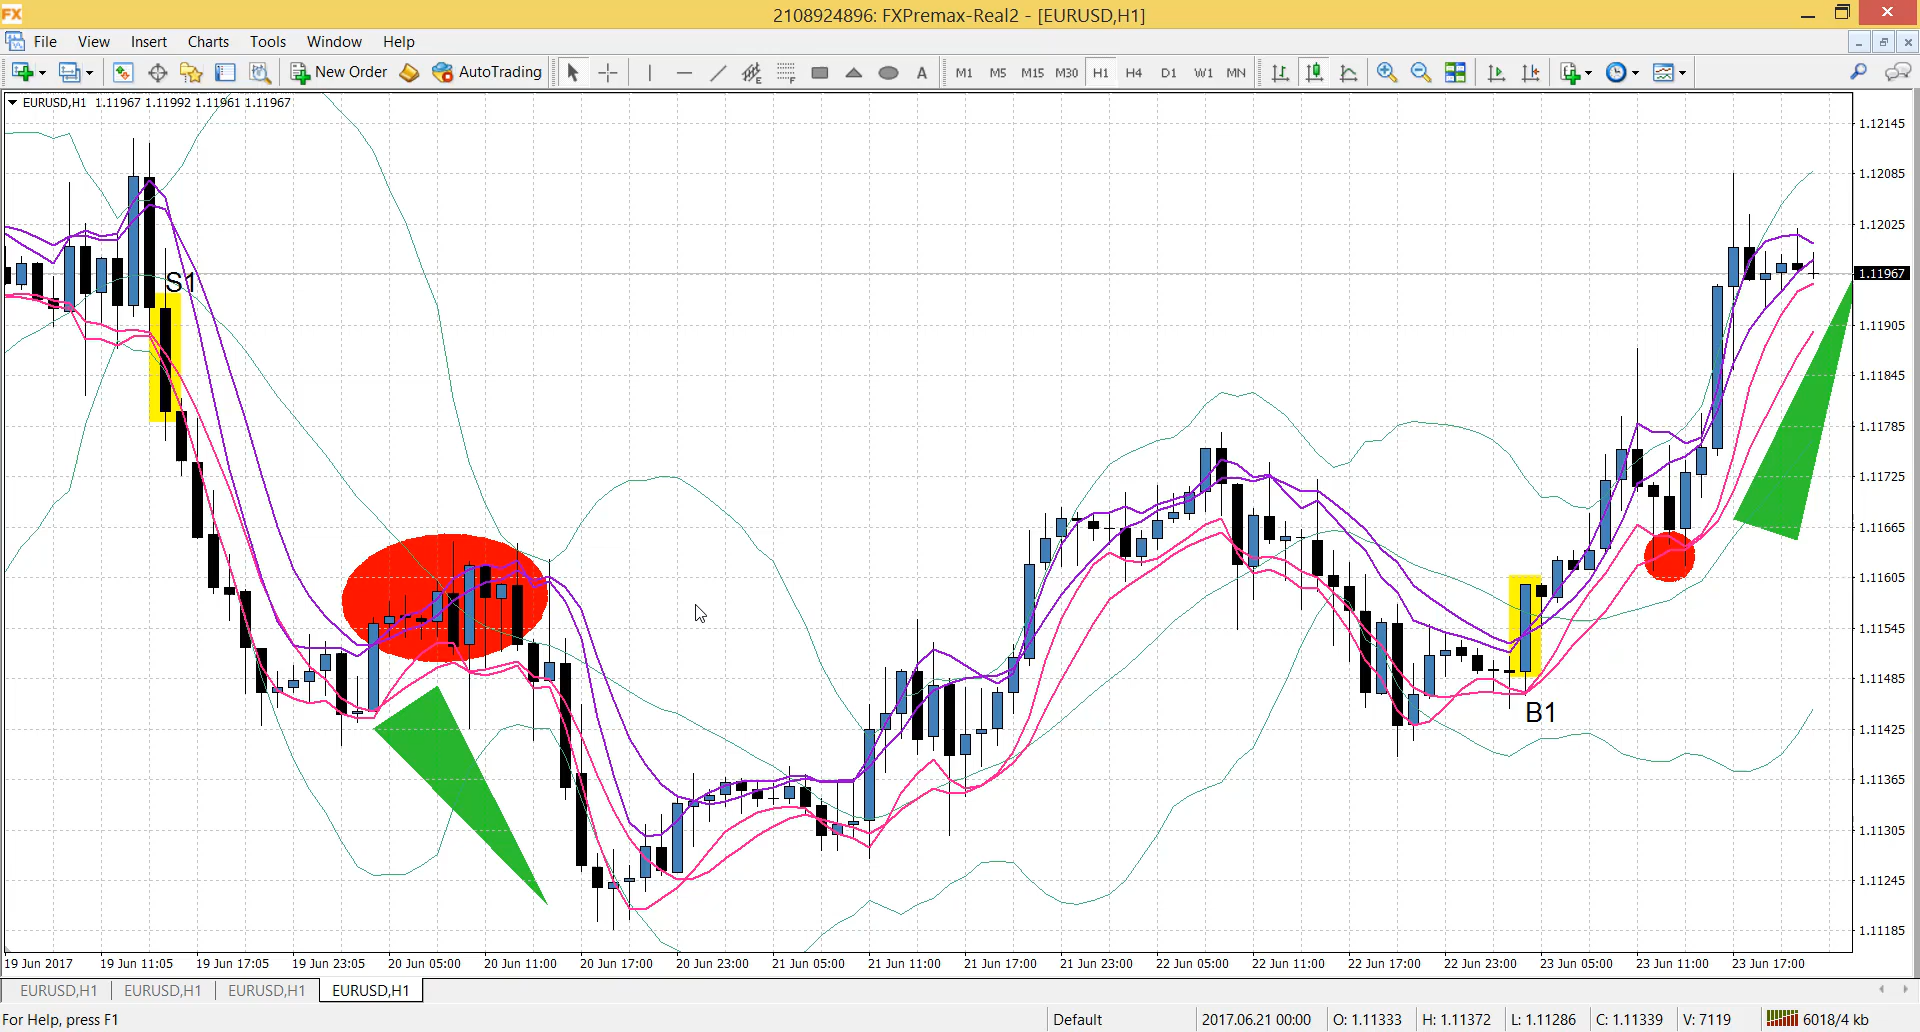 FX
2108924896: FXPremax-Real2 - [EURUSD,H1]
File View Insert Charts Tools Window Help
New Order AutoTrading A M1 M5 M15 M30 H1 H4 D1 W1 MN
EURUSD,H1 1.11967 1.11992 1.11961 1.11967
1.12145
1.12085
1.12025
1.11967
1.11905
1.11845
1.11785
1.11725
1.11665
1.11605
1.11545
1.11485
1.11425
1.11365
1.11305
1.11245
1.11185
S1
B1
19 Jun 2017 19 Jun 11:05 19 Jun 17:05 19 Jun 23:05 20 Jun 05:00 20 Jun 11:00 20 Jun 17:00 20 Jun 23:00 21 Jun 05:00 21 Jun 11:00 21 Jun 17:00 21 Jun 23:00 22 Jun 05:00 22 Jun 11:00 22 Jun 17:00 22 Jun 23:00 23 Jun 05:00 23 Jun 11:00 23 Jun 17:00
EURUSD,H1 EURUSD,H1 EURUSD,H1 EURUSD,H1
For Help, press F1 Default 2017.06.21 00:00 O: 1.11333 H: 1.11372 L: 1.11286 C: 1.11339 V: 7119 6018/4 kb